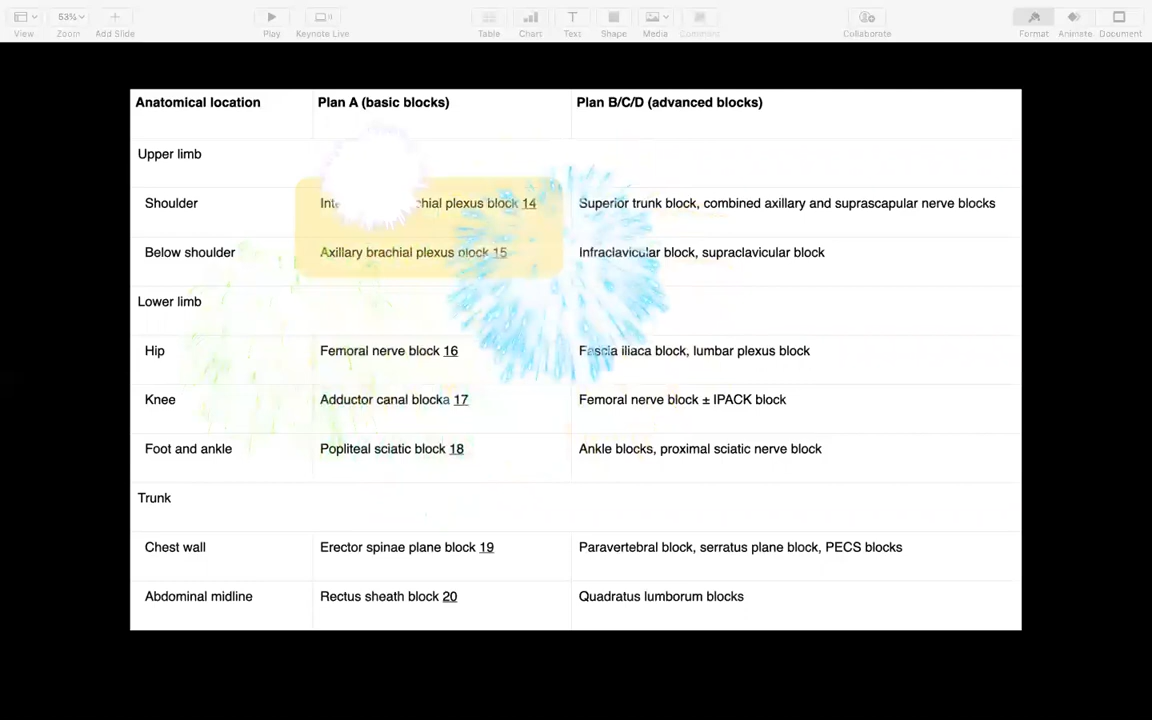 53%
View Zoom Add Slide Play Keynote Live Table Chart Text Shape Media Comment Collaborate Format Animate Document
Anatomical location Plan A (basic blocks) Plan B/C/D (advanced blocks)
Upper limb
Shoulder chial plexus block 14 Superior trunk block, combined axillary and suprascapular nerve blocks
Below shoulder Axillary brachial plexus block 15 Infraclavicular block, supraclavicular block
Lower limb
Hip Femoral nerve block 16 Fascia iliaca block, lumbar plexus block
Knee Adductor canal blocka 17 Femoral nerve block ± IPACK block
Foot and ankle Popliteal sciatic block 18 Ankle blocks, proximal sciatic nerve block
Trunk
Chest wall Erector spinae plane block 19 Paravertebral block, serratus plane block, PECS blocks
Abdominal midline Rectus sheath block 20 Quadratus lumborum blocks